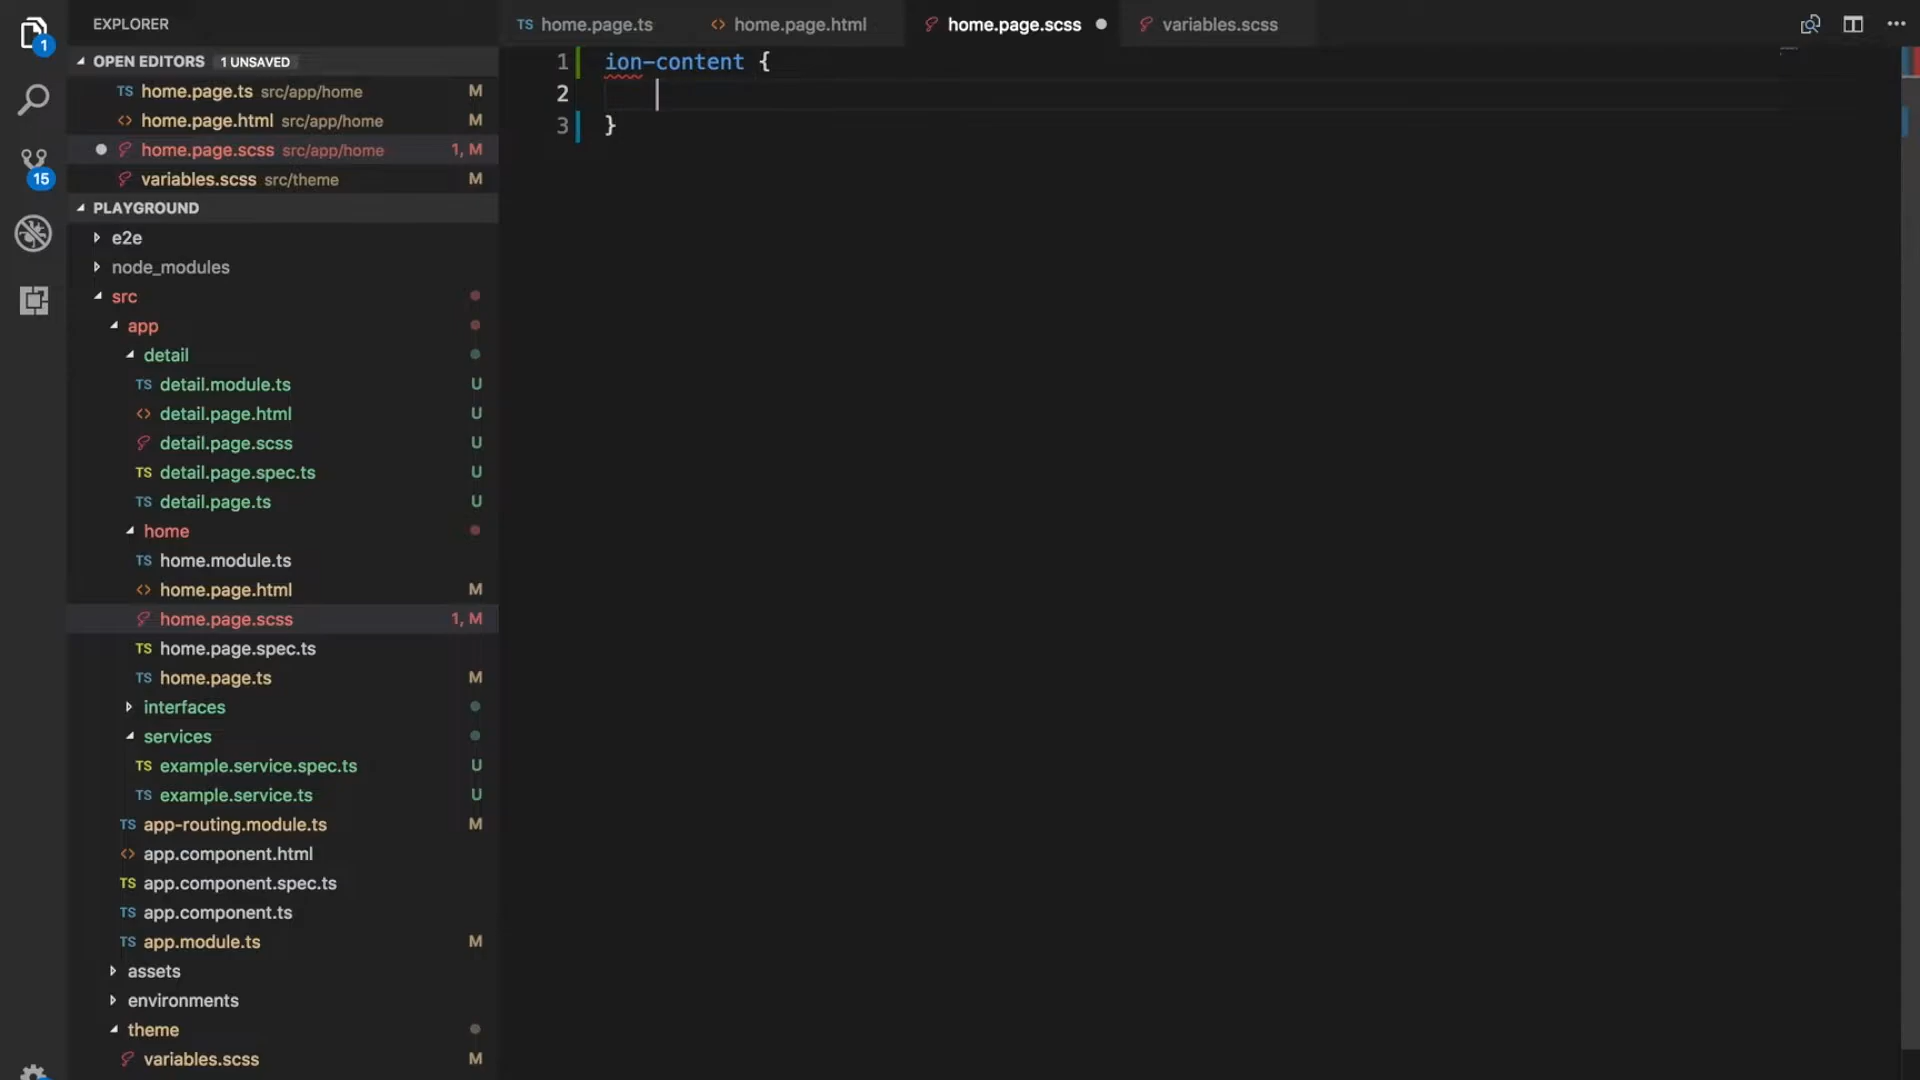 EXPLORER
OPEN EDITORS 1 UNSAVED
TS home.page.ts src/app/home M
<> home.page.html src/app/home M
home.page.scss src/app/home 1, M
variables.scss src/theme M
PLAYGROUND
e2e
node_modules
src
app
detail
TS detail.module.ts U
<> detail.page.html U
detail.page.scss U
TS detail.page.spec.ts U
TS detail.page.ts U
home
TS home.module.ts
<> home.page.html M
home.page.scss 1, M
TS home.page.spec.ts
TS home.page.ts M
interfaces
services
TS example.service.spec.ts U
TS example.service.ts U
TS app-routing.module.ts M
<> app.component.html
TS app.component.spec.ts
TS app.component.ts
TS app.module.ts M
assets
environments
theme
variables.scss M
1
15
TS home.page.ts <> home.page.html home.page.scss variables.scss
1 ion-content {
2
3 }